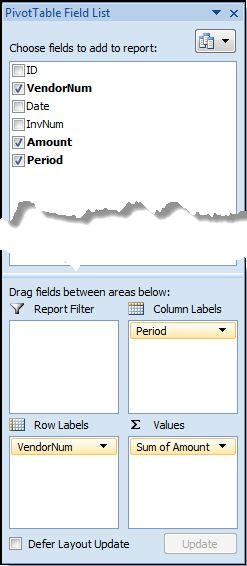 PivotTable Field List
Choose fields to add to report:
ID
VendorNum
Date
InvNum
Amount
Period
Drag fields between areas below:
Report Filter
Column Labels
Period
Row Labels
Σ Values
VendorNum
Sum of Amount
Defer Layout Update
Update